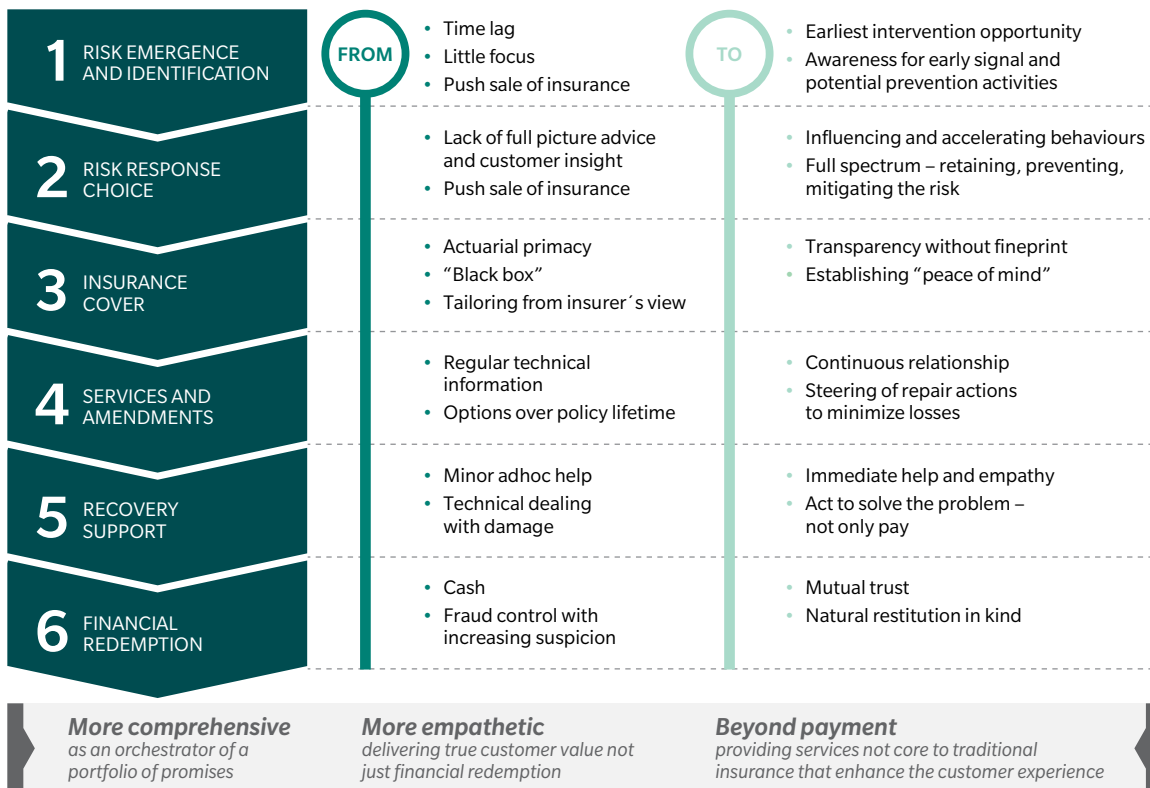 1
RISK EMERGENCE
AND IDENTIFICATION
FROM
• Time lag
• Little focus
• Push sale of insurance
TO
• Earliest intervention opportunity
• Awareness for early signal and
potential prevention activities
2
RISK RESPONSE
CHOICE
• Lack of full picture advice
and customer insight
• Push sale of insurance
• Influencing and accelerating behaviours
• Full spectrum – retaining, preventing,
mitigating the risk
3
INSURANCE
COVER
• Actuarial primacy
• “Black box”
• Tailoring from insurer´s view
• Transparency without fineprint
• Establishing “peace of mind”
4
SERVICES AND
AMENDMENTS
• Regular technical
information
• Options over policy lifetime
• Continuous relationship
• Steering of repair actions
to minimize losses
5
RECOVERY
SUPPORT
• Minor adhoc help
• Technical dealing
with damage
• Immediate help and empathy
• Act to solve the problem –
not only pay
6
FINANCIAL
REDEMPTION
• Cash
• Fraud control with
increasing suspicion
• Mutual trust
• Natural restitution in kind
More comprehensive
as an orchestrator of a
portfolio of promises
More empathetic
delivering true customer value not
just financial redemption
Beyond payment
providing services not core to traditional
insurance that enhance the customer experience